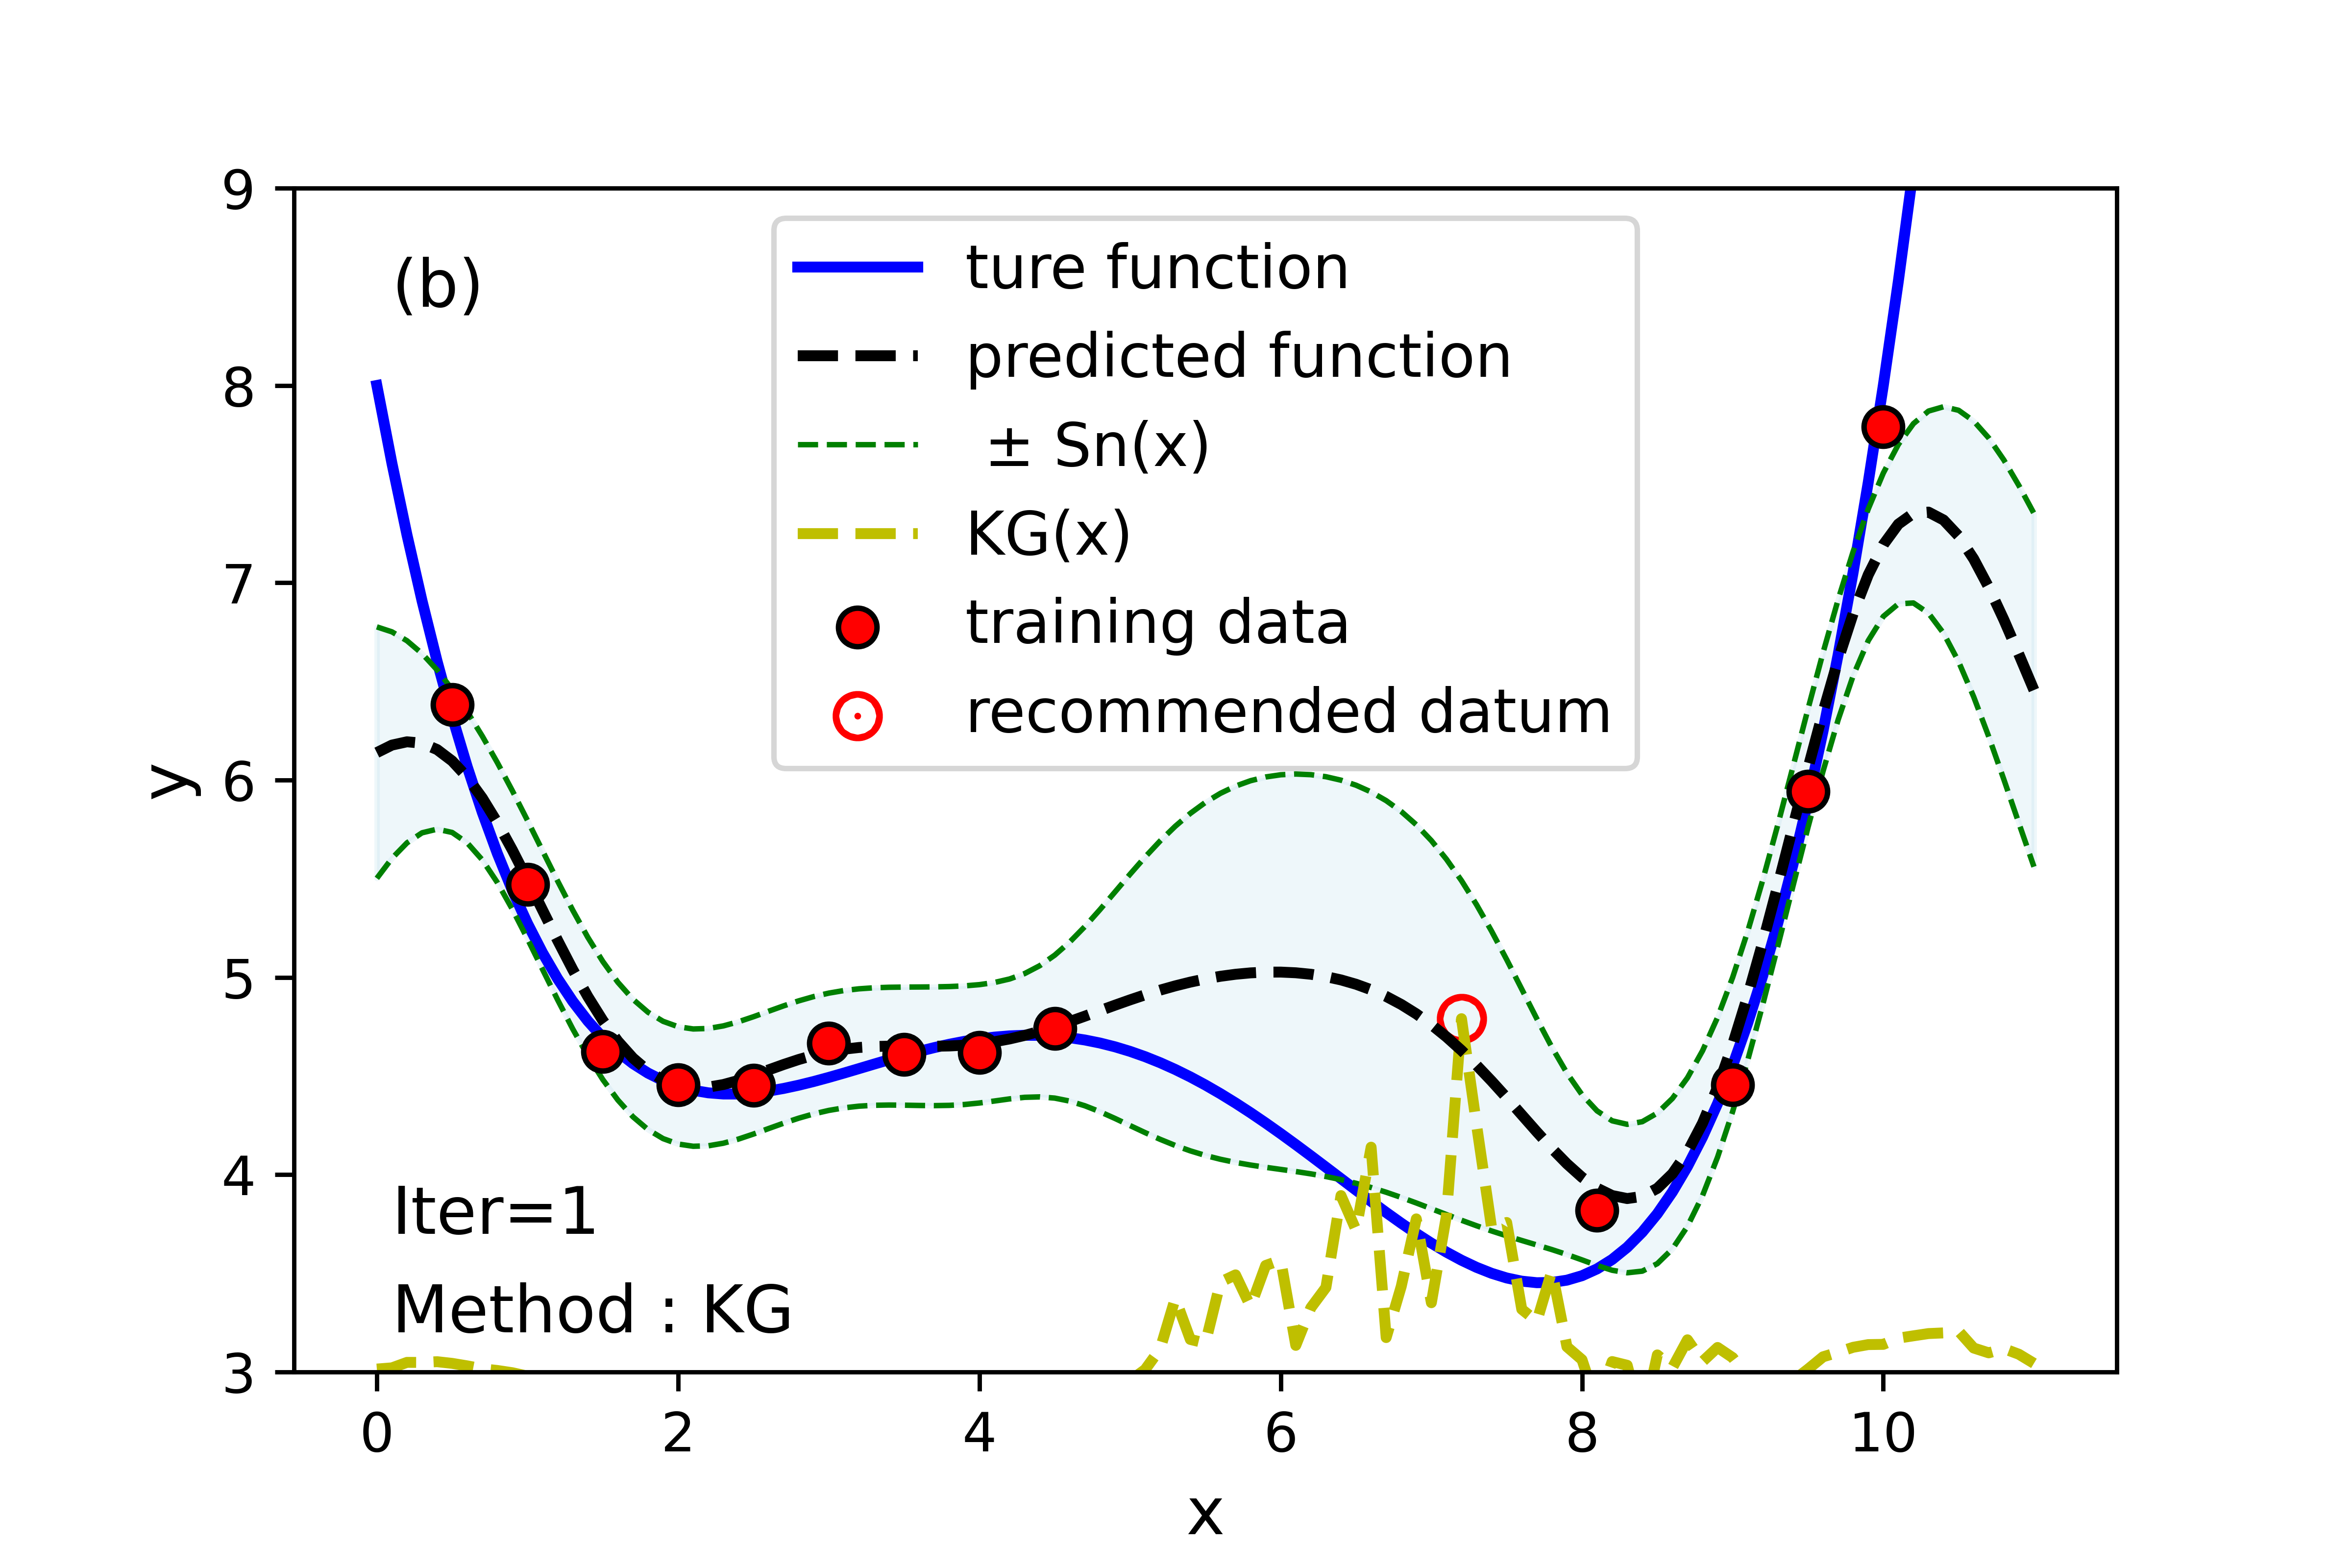 (b)
ture function
predicted function
± Sn(x)
KG(x)
training data
recommended datum
Iter=1
Method : KG
y
9
8
7
6
5
4
3
0 2 4 6 8 10
x